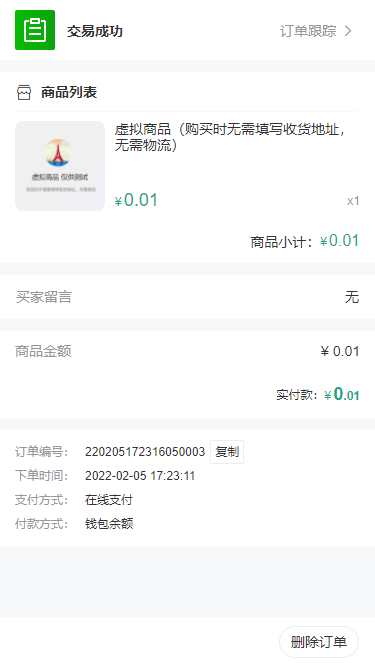 交易成功
订单跟踪
商品列表
虚拟商品（购买时无需填写收货地址，
无需物流）
虚拟商品 仅供测试
¥0.01
x1
商品小计：¥0.01
买家留言
无
商品金额
¥ 0.01
实付款：¥0.01
订单编号： 220205172316050003 复制
下单时间： 2022-02-05 17:23:11
支付方式： 在线支付
付款方式： 钱包余额
删除订单